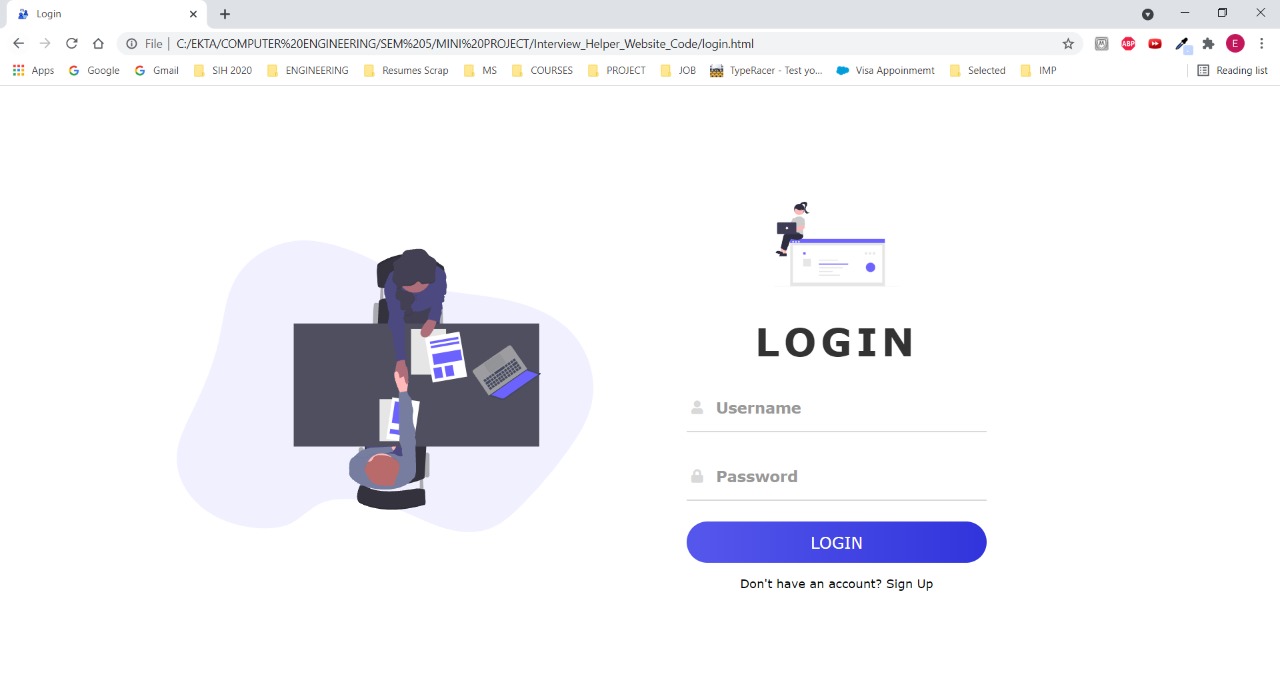 Login
File | C:/EKTA/COMPUTER%20ENGINEERING/SEM%206/MINI%20PROJECT/Interview_Helper_Website_Code/login.html
ABP
E
Apps Google Gmail SIH 2020 ENGINEERING Resumes Scrap MS COURSES PROJECT JOB TypeRacer - Test yo... Visa Appoinmemt Selected IMP Reading list
LOGIN
Username
Password
LOGIN
Don't have an account? Sign Up